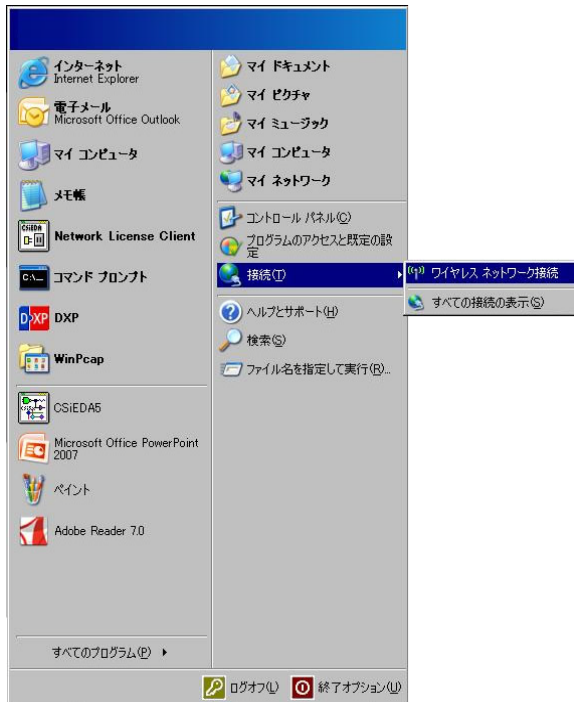 インターネット
Internet Explorer
電子メール
Microsoft Office Outlook
マイ コンピュータ
メモ帳
CSiEDA
Network License Client
C:\_
コマンド プロンプト
DXP
DXP
WinPcap
CSiEDA5
Microsoft Office PowerPoint
2007
ペイント
Adobe Reader 7.0
すべてのプログラム(P)
マイ ドキュメント
マイ ピクチャ
マイ ミュージック
マイ コンピュータ
マイ ネットワーク
コントロール パネル(C)
プログラムのアクセスと既定の設
定
接続(T)
ワイヤレス ネットワーク接続
すべての接続の表示(S)
ヘルプとサポート(H)
検索(S)
ファイル名を指定して実行(R)...
ログオフ(L)
終了オプション(U)